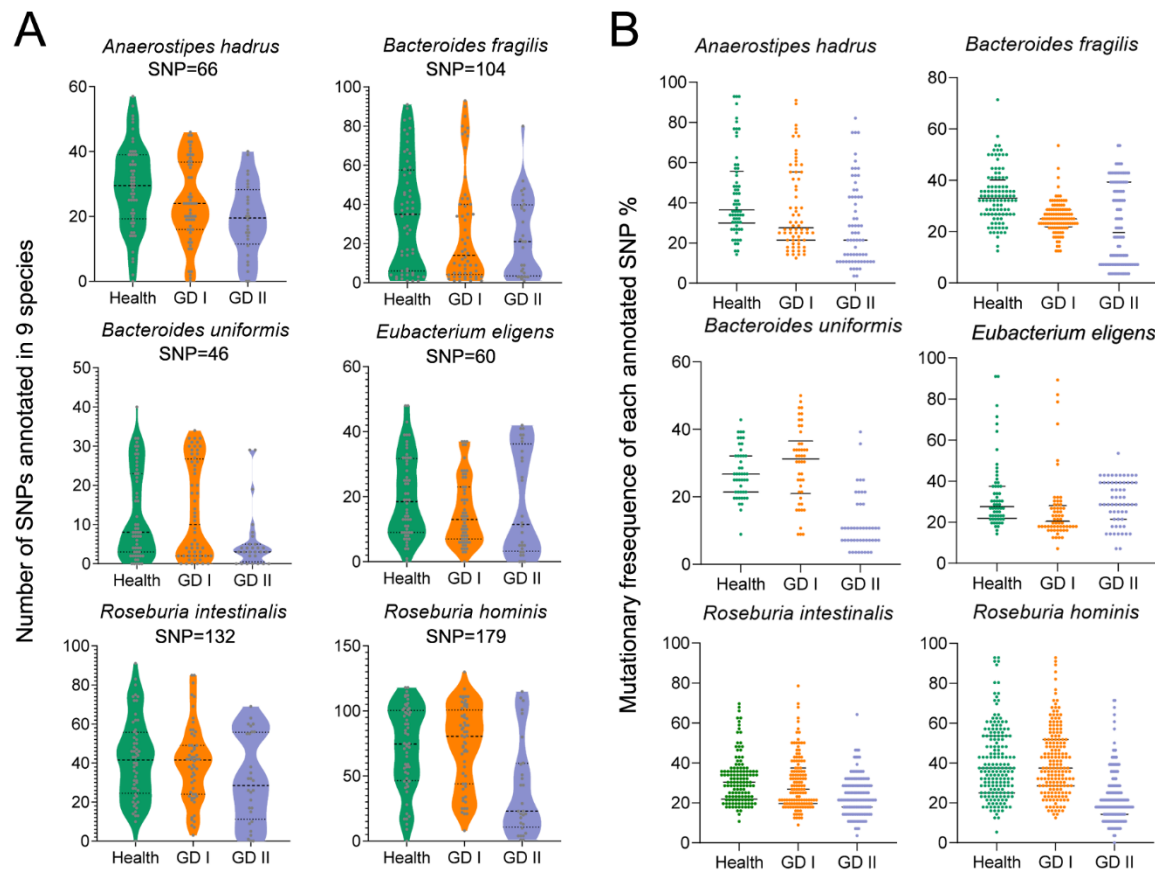 A
B
Number of SNPs annotated in 9 species
Mutationary fresequence of each annotated SNP %
Anaerostipes hadrus
SNP=66
60
40
20
0
Health GD I GD II
Bacteroides fragilis
SNP=104
100
80
60
40
20
0
Health GD I GD II
Bacteroides uniformis
SNP=46
50
40
30
20
10
0
Health GD I GD II
Eubacterium eligens
SNP=60
60
40
20
0
Health GD I GD II
Roseburia intestinalis
SNP=132
100
80
60
40
20
0
Health GD I GD II
Roseburia hominis
SNP=179
150
100
50
0
Health GD I GD II
Anaerostipes hadrus
100
80
60
40
20
0
Health GD I GD II
Bacteroides fragilis
80
60
40
20
0
Health GD I GD II
Bacteroides uniformis
60
40
20
0
Health GD I GD II
Eubacterium eligens
100
80
60
40
20
0
Health GD I GD II
Roseburia intestinalis
100
80
60
40
20
0
Health GD I GD II
Roseburia hominis
100
80
60
40
20
0
Health GD I GD II